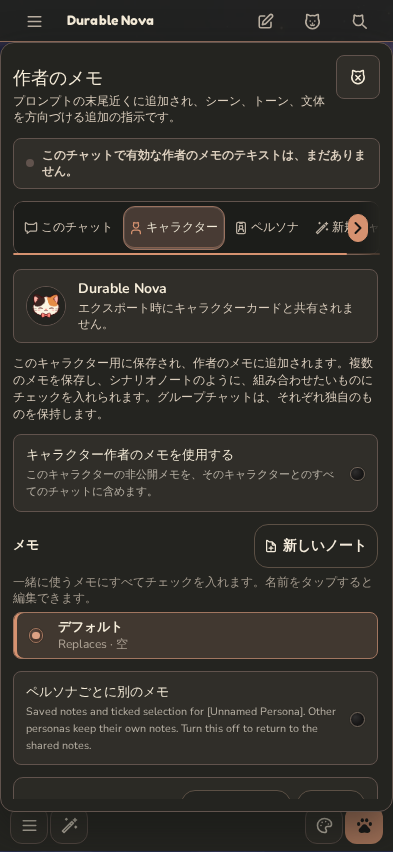 Durable Nova
作者のメモ
プロンプトの末尾近くに追加され、シーン、トーン、文体
を方向づける追加の指示です。
このチャットで有効な作者のメモのテキストは、まだありま
せん。
このチャット
キャラクター
ペルソナ
Durable Nova
エクスポート時にキャラクターカードと共有されま
せん。
このキャラクター用に保存され、作者のメモに追加されます。複数
のメモを保存し、シナリオノートのように、組み合わせたいものに
チェックを入れられます。グループチャットは、それぞれ独自のも
のを保持します。
キャラクター作者のメモを使用する
このキャラクターの非公開メモを、そのキャラクターとのすべ
てのチャットに含めます。
メモ
新しいノート
一緒に使うメモにすべてチェックを入れます。名前をタップすると
編集できます。
デフォルト
Replaces · 空
ペルソナごとに別のメモ
Saved notes and ticked selection for [Unnamed Persona]. Other
personas keep their own notes. Turn this off to return to the
shared notes.